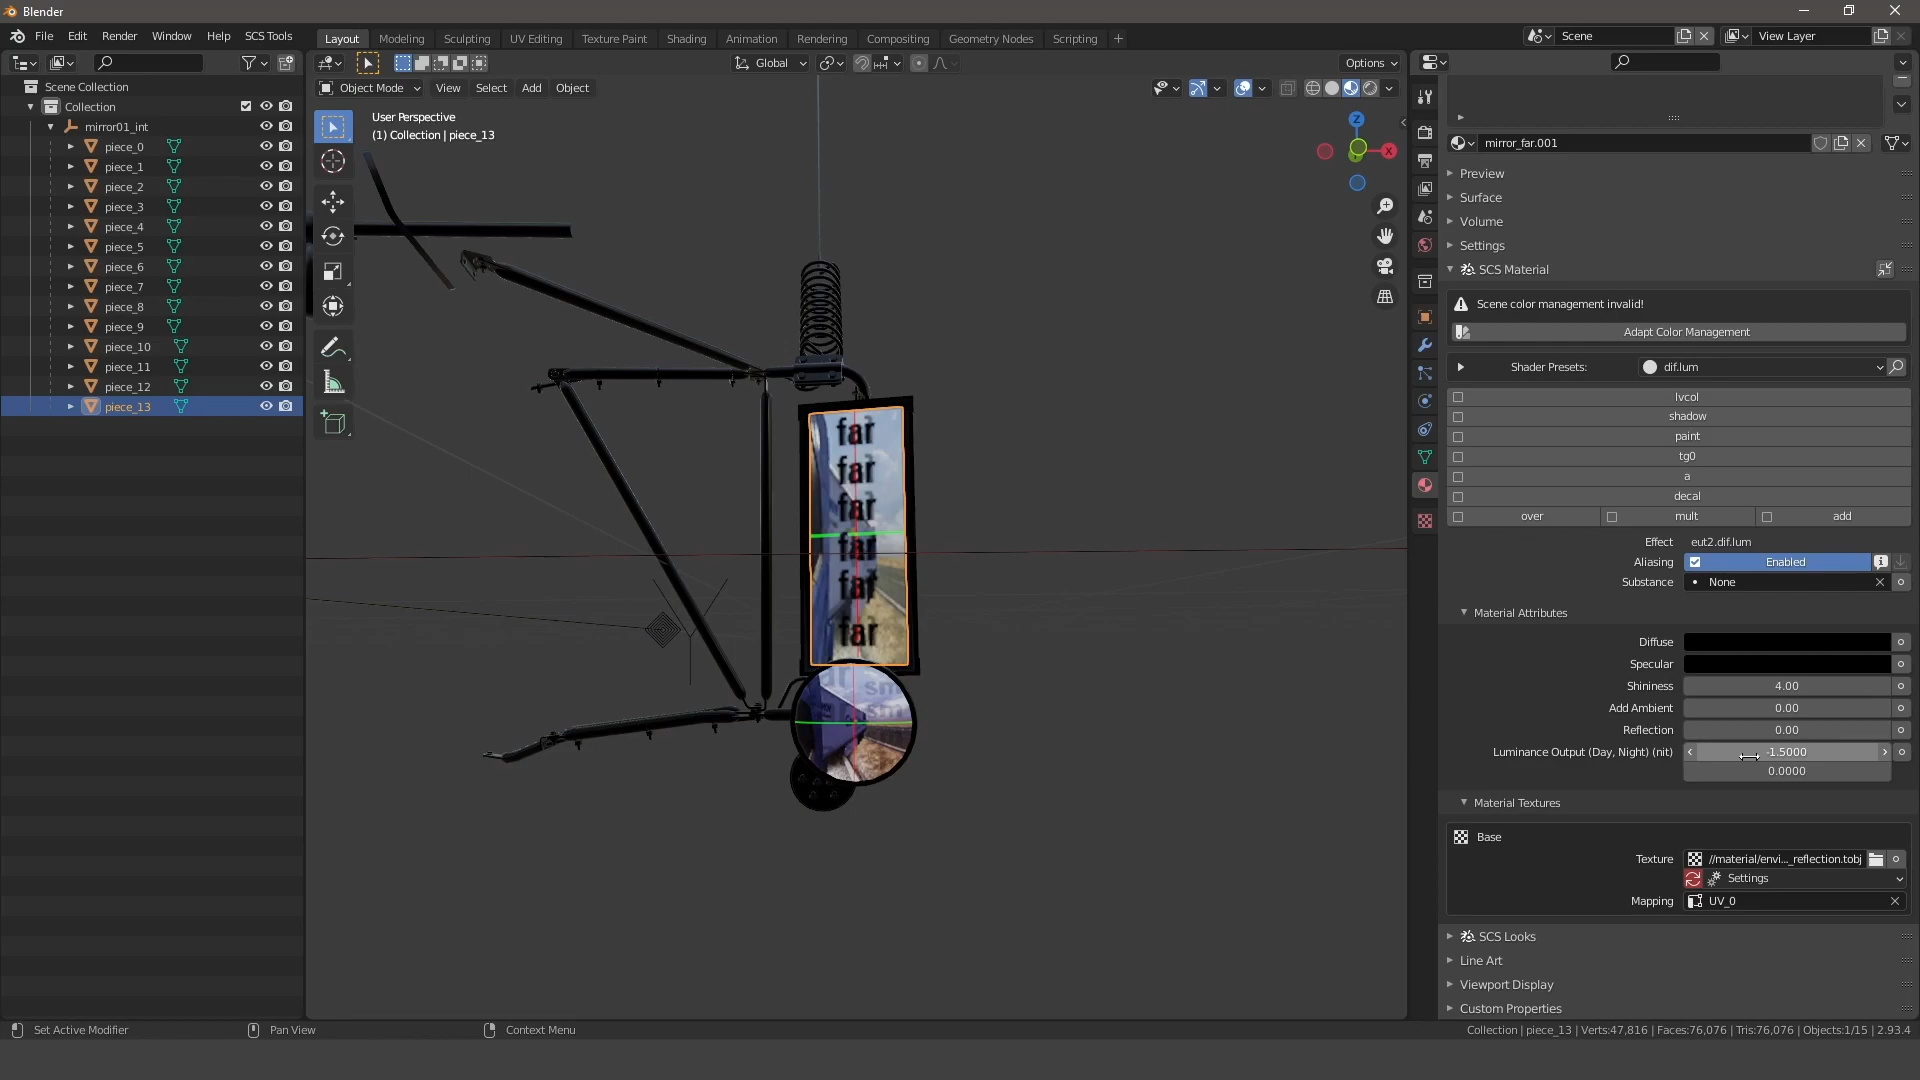 Blender
File Edit Render Window Help SCS Tools
Layout Modeling Sculpting UV Editing Texture Paint Shading Animation Rendering Compositing Geometry Nodes Scripting +
Scene
View Layer
Scene Collection
Collection
mirror01_int
piece_0
piece_1
piece_2
piece_3
piece_4
piece_5
piece_6
piece_7
piece_8
piece_9
piece_10
piece_11
piece_12
piece_13
Global
Options
Object Mode View Select Add Object
User Perspective
(1) Collection | piece_13
Z
X
far
far
far
far
far
far
mirror_far.001
Preview
Surface
Volume
Settings
SCS Material
Scene color management invalid!
Adapt Color Management
Shader Presets: dif.lum
lvcol
shadow
paint
tg0
a
decal
over mult add
Effect eut2.dif.lum
Aliasing Enabled
Substance None
Material Attributes
Diffuse
Specular
Shininess 4.00
Add Ambient 0.00
Reflection 0.00
Luminance Output (Day, Night) (nit) -1.5000
0.0000
Material Textures
Base
Texture //material/envi..._reflection.tobj
Settings
Mapping UV_0
SCS Looks
Line Art
Viewport Display
Custom Properties
Set Active Modifier Pan View Context Menu
Collection | piece_13 | Verts:47,816 | Faces:76,076 | Tris:76,076 | Objects:1/15 | 2.93.4